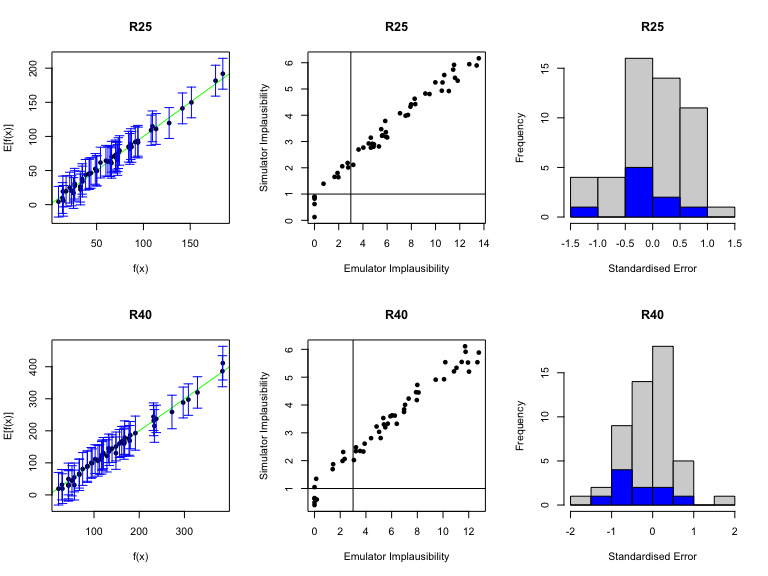 R25
E[f(x)]
0 50 100 150 200
50 100 150
f(x)
R25
Simulator Implausibility
0 1 2 3 4 5 6
0 2 4 6 8 10 12 14
Emulator Implausibility
R25
Frequency
0 5 10 15
-1.5 -1.0 -0.5 0.0 0.5 1.0 1.5
Standardised Error
R40
E[f(x)]
0 100 200 300 400
100 200 300
f(x)
R40
Simulator Implausibility
1 2 3 4 5 6
0 2 4 6 8 10 12
Emulator Implausibility
R40
Frequency
0 5 10 15
-2 -1 0 1 2
Standardised Error